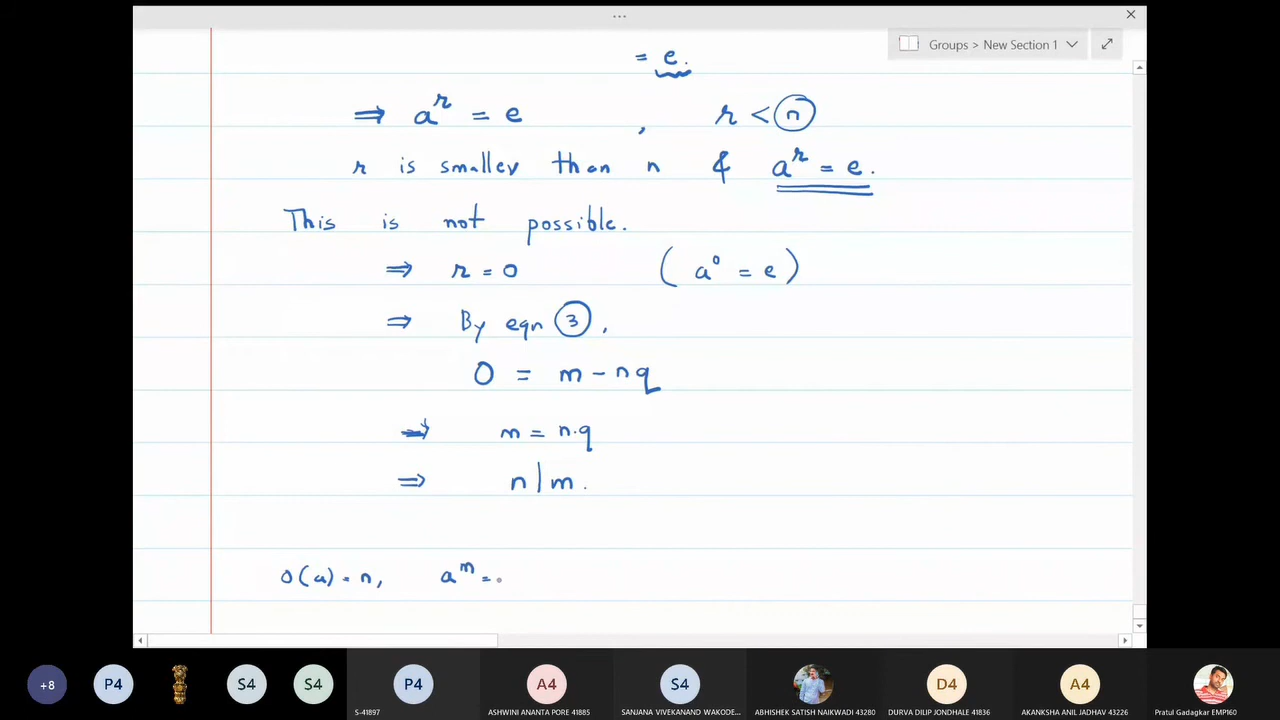 ...
Groups > New Section 1
= e.
⇒ a^r = e , r < n
r is smaller than n & a^r = e.
This is not possible.
⇒ r = 0 ( a^0 = e )
⇒ By eqn 3 ,
0 = m - nq
⇒ m = n.q
⇒ n | m .
o(a) = n, a^m =
+8 P4 S4 S4 P4 A4 S4 D4 A4
S-41897 ASHWINI ANANTA PORE 41885 SANJANA VIVEKANAND WAKODE... ABHISHEK SATISH NAIKWADI 43280 DURVA DILIP JONDHALE 41836 AKANKSHA ANIL JADHAV 43226 Pratul Gadagkar EMP160